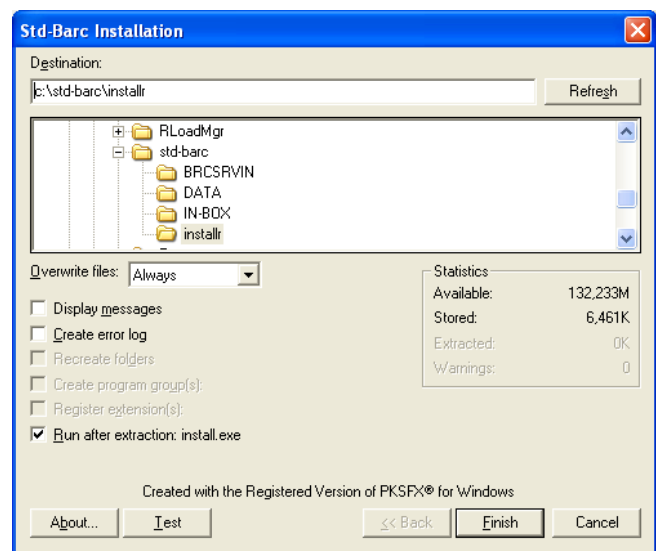 Std-Barc Installation
Destination:
c:\std-barc\installr
Refresh
RLoadMgr
std-barc
BRCSRVIN
DATA
IN-BOX
installr
Overwrite files: Always
Display messages
Create error log
Recreate folders
Create program group(s):
Register extension(s):
Run after extraction: install.exe
Statistics
Available: 132,233M
Stored: 6,461K
Extracted: 0K
Warnings: 0
Created with the Registered Version of PKSFX® for Windows
About... Test << Back Finish Cancel